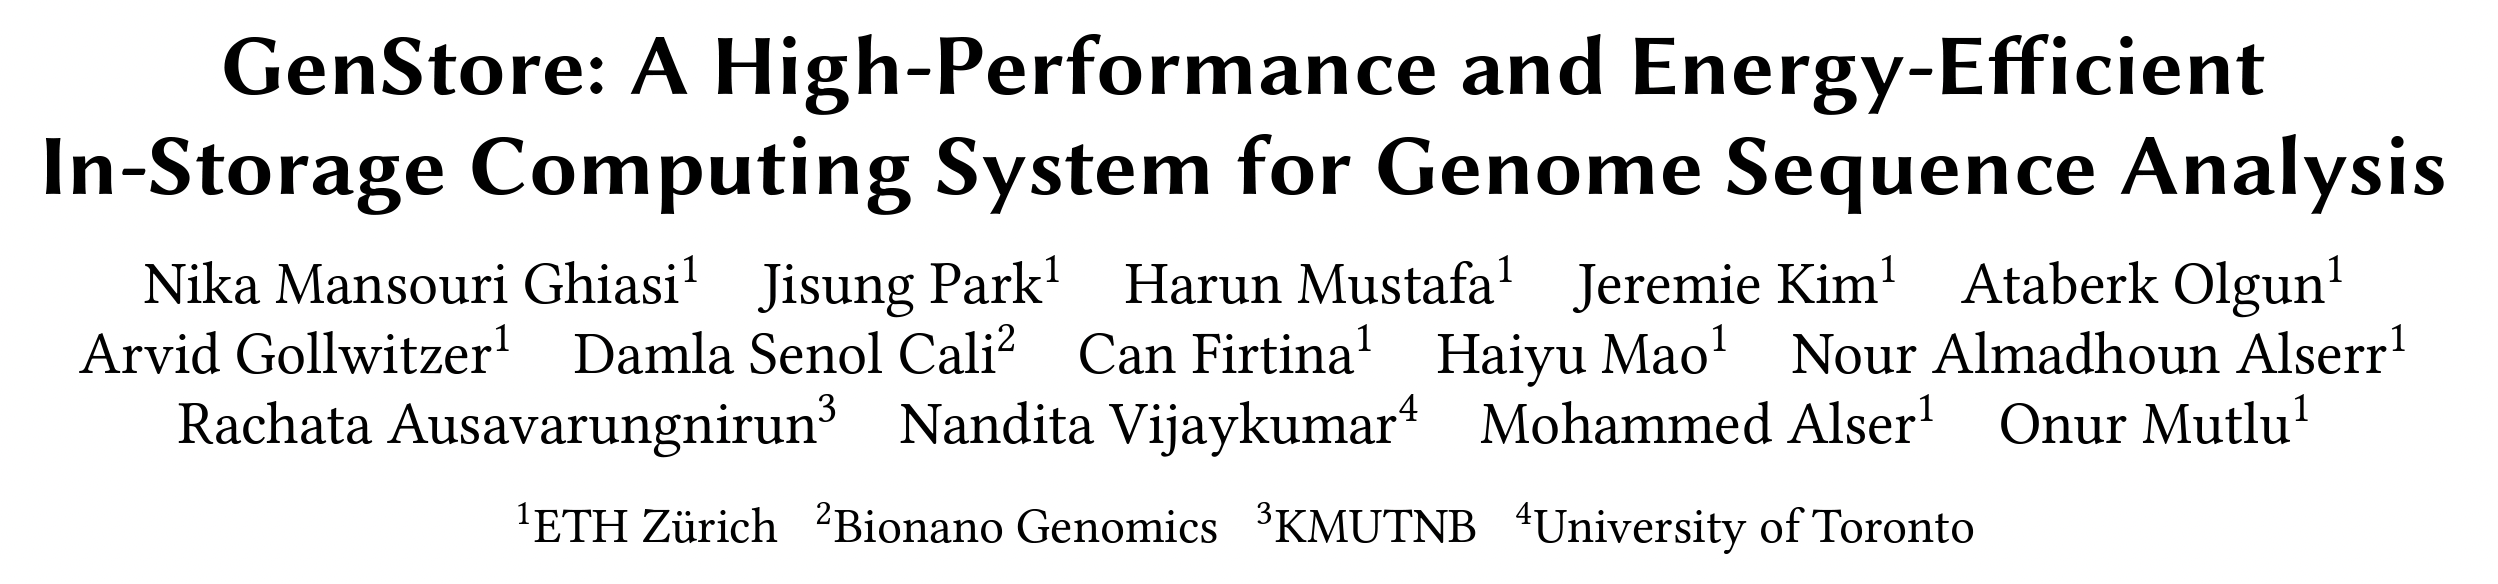 GenStore: A High-Performance and Energy-Efficient
In-Storage Computing System for Genome Sequence Analysis
Nika Mansouri Ghiasi¹ Jisung Park¹ Harun Mustafa¹ Jeremie Kim¹ Ataberk Olgun¹
Arvid Gollwitzer¹ Damla Senol Cali² Can Firtina¹ Haiyu Mao¹ Nour Almadhoun Alserr¹
Rachata Ausavarungnirun³ Nandita Vijaykumar⁴ Mohammed Alser¹ Onur Mutlu¹
¹ETH Zürich ²Bionano Genomics ³KMUTNB ⁴University of Toronto